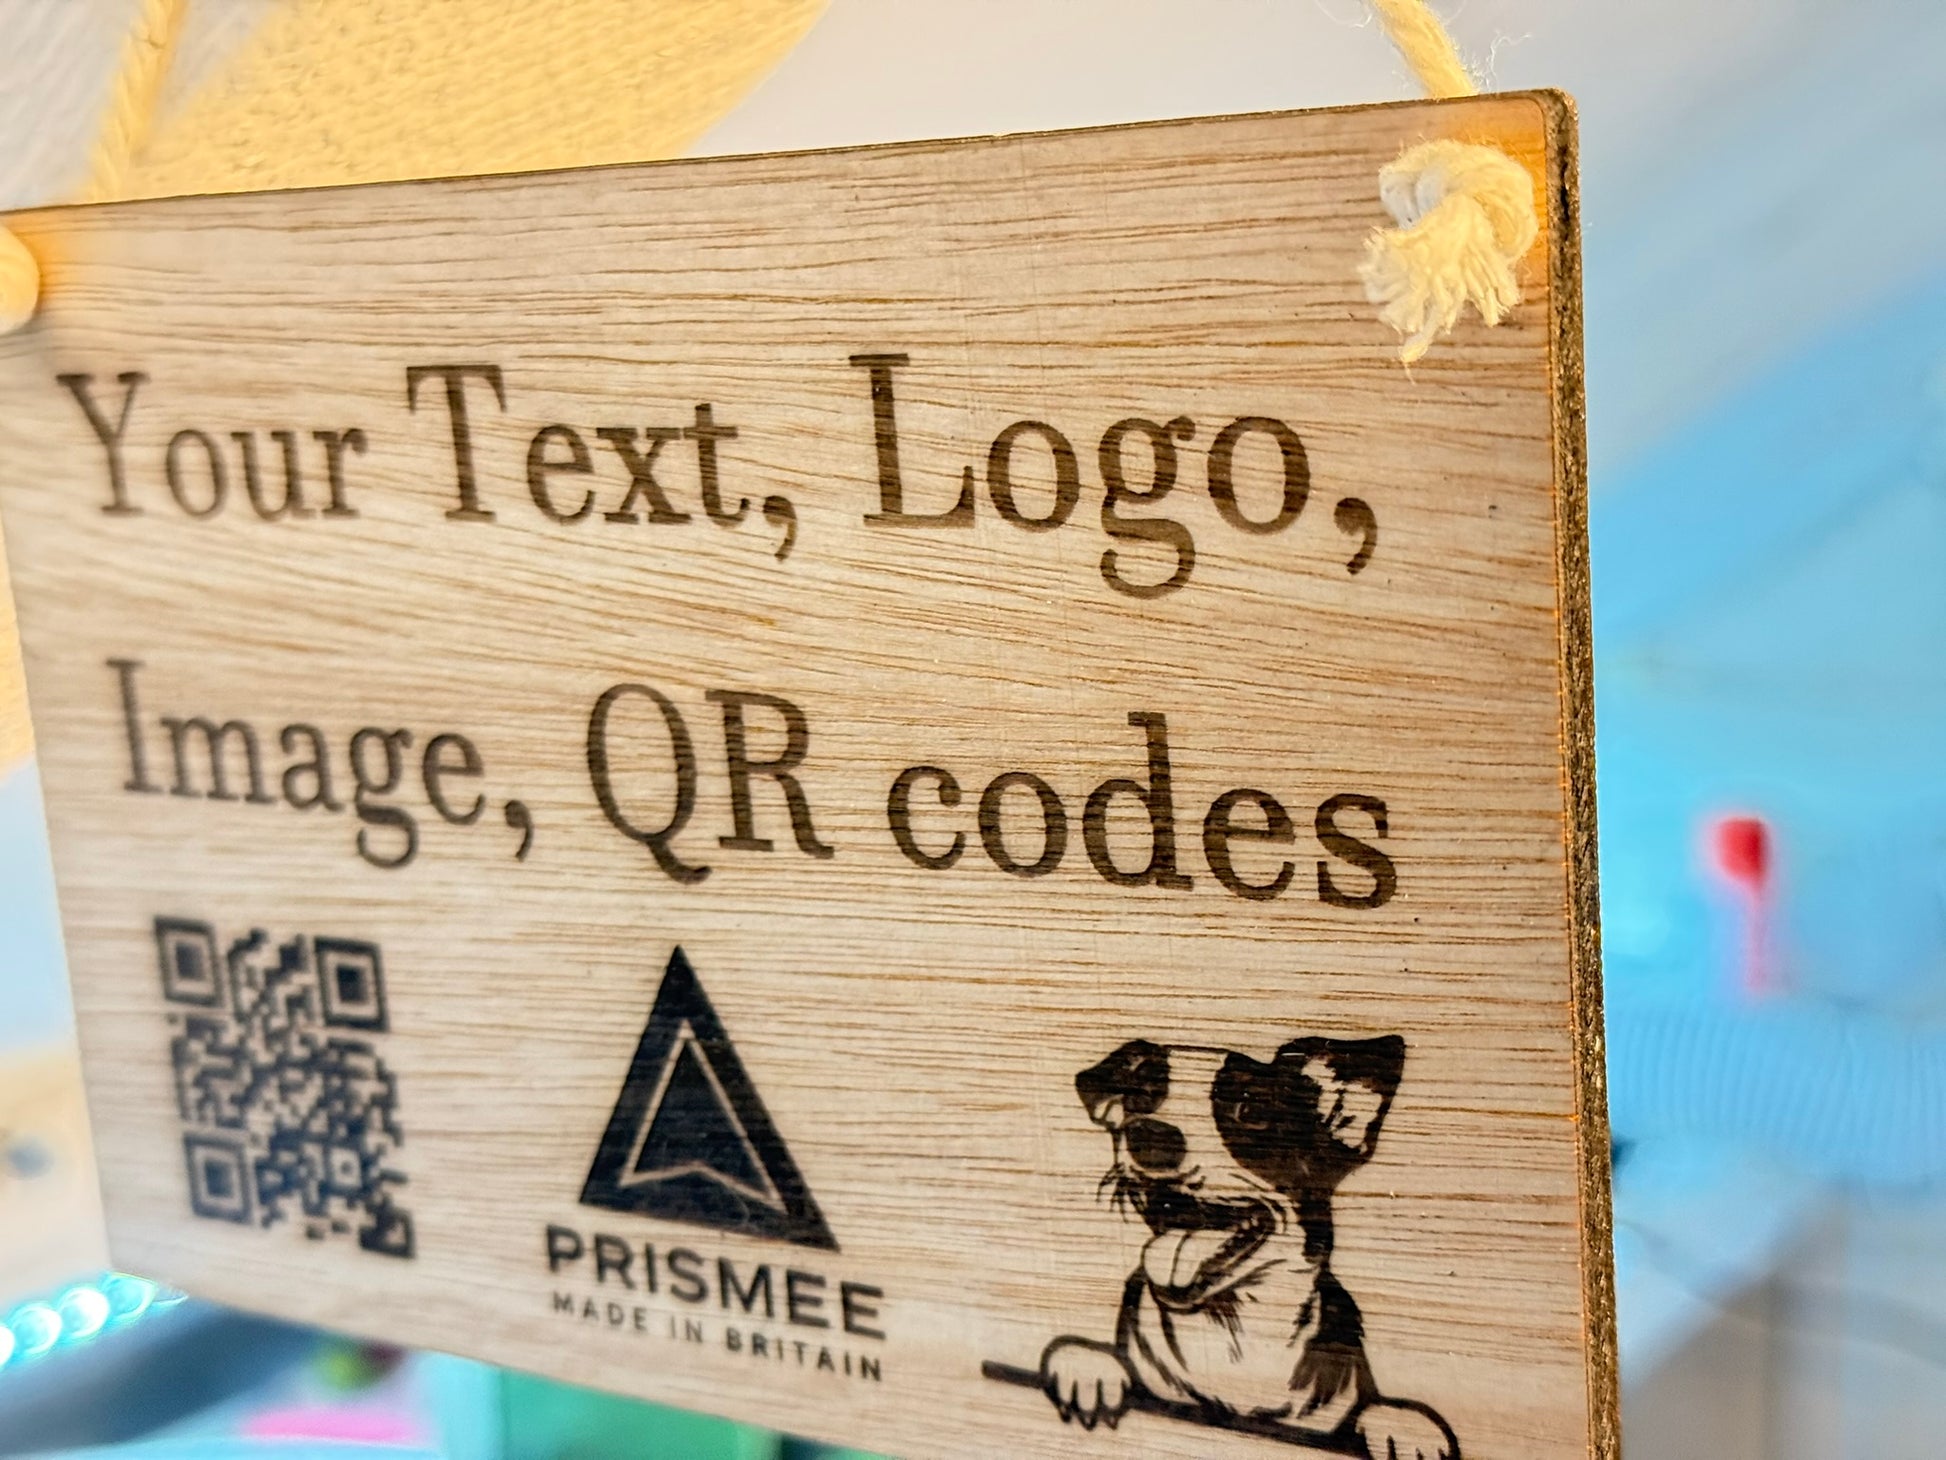 Your Text, Logo,
Image, QR codes
PRISMEE
MADE IN BRITAIN